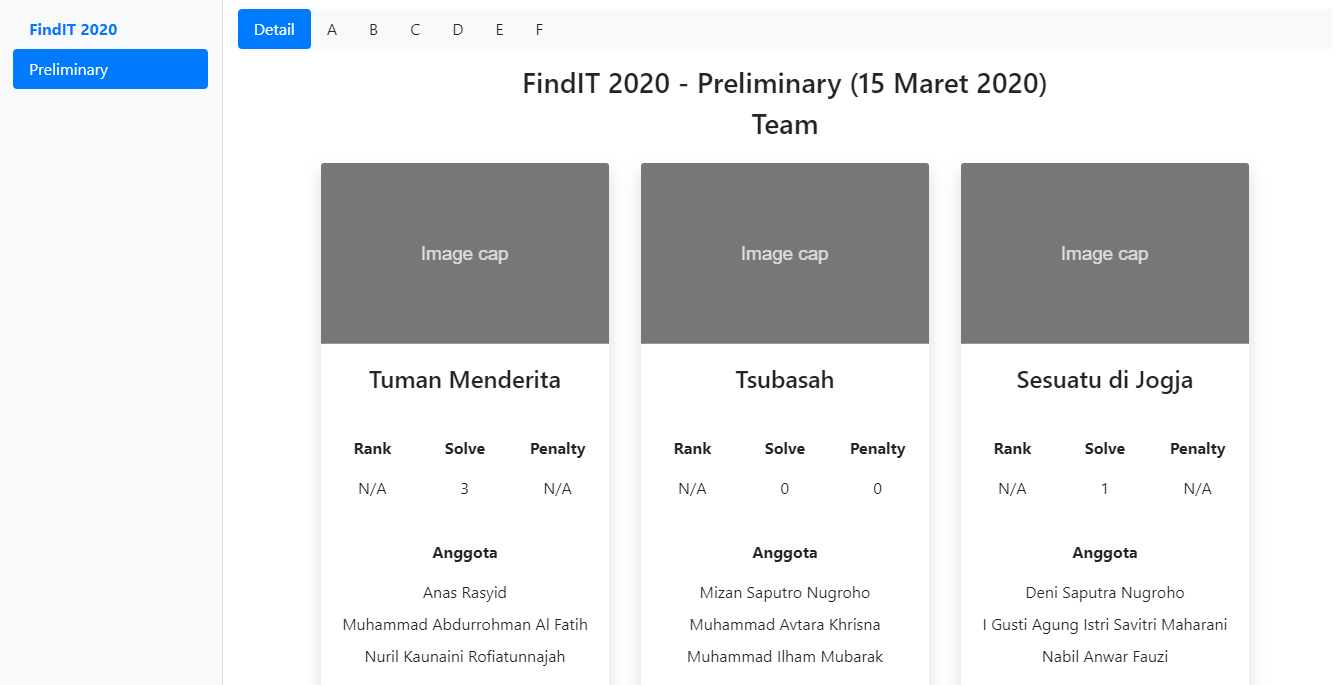 FindIT 2020
Preliminary
Detail A B C D E F
FindIT 2020 - Preliminary (15 Maret 2020)
Team
Image cap
Tuman Menderita
Rank Solve Penalty
N/A 3 N/A
Anggota
Anas Rasyid
Muhammad Abdurrohman Al Fatih
Nuril Kaunaini Rofiatunnajah
Image cap
Tsubasah
Rank Solve Penalty
N/A 0 0
Anggota
Mizan Saputro Nugroho
Muhammad Avtara Khrisna
Muhammad Ilham Mubarak
Image cap
Sesuatu di Jogja
Rank Solve Penalty
N/A 1 N/A
Anggota
Deni Saputra Nugroho
I Gusti Agung Istri Savitri Maharani
Nabil Anwar Fauzi